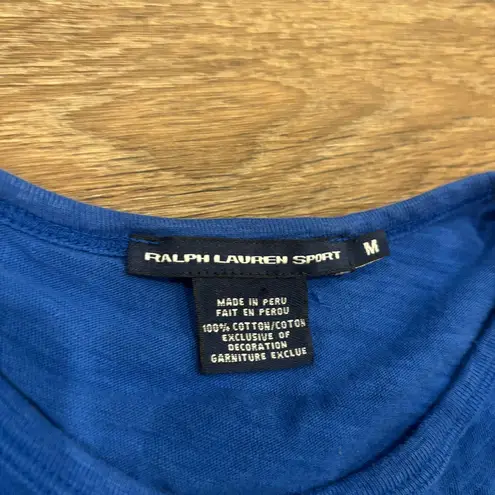 RALPH LAUREN SPORT
M
MADE IN PERU
FAIT EN PEROU
100% COTTON/COTON
EXCLUSIVE OF
DECORATION
GARNITURE EXCLUE